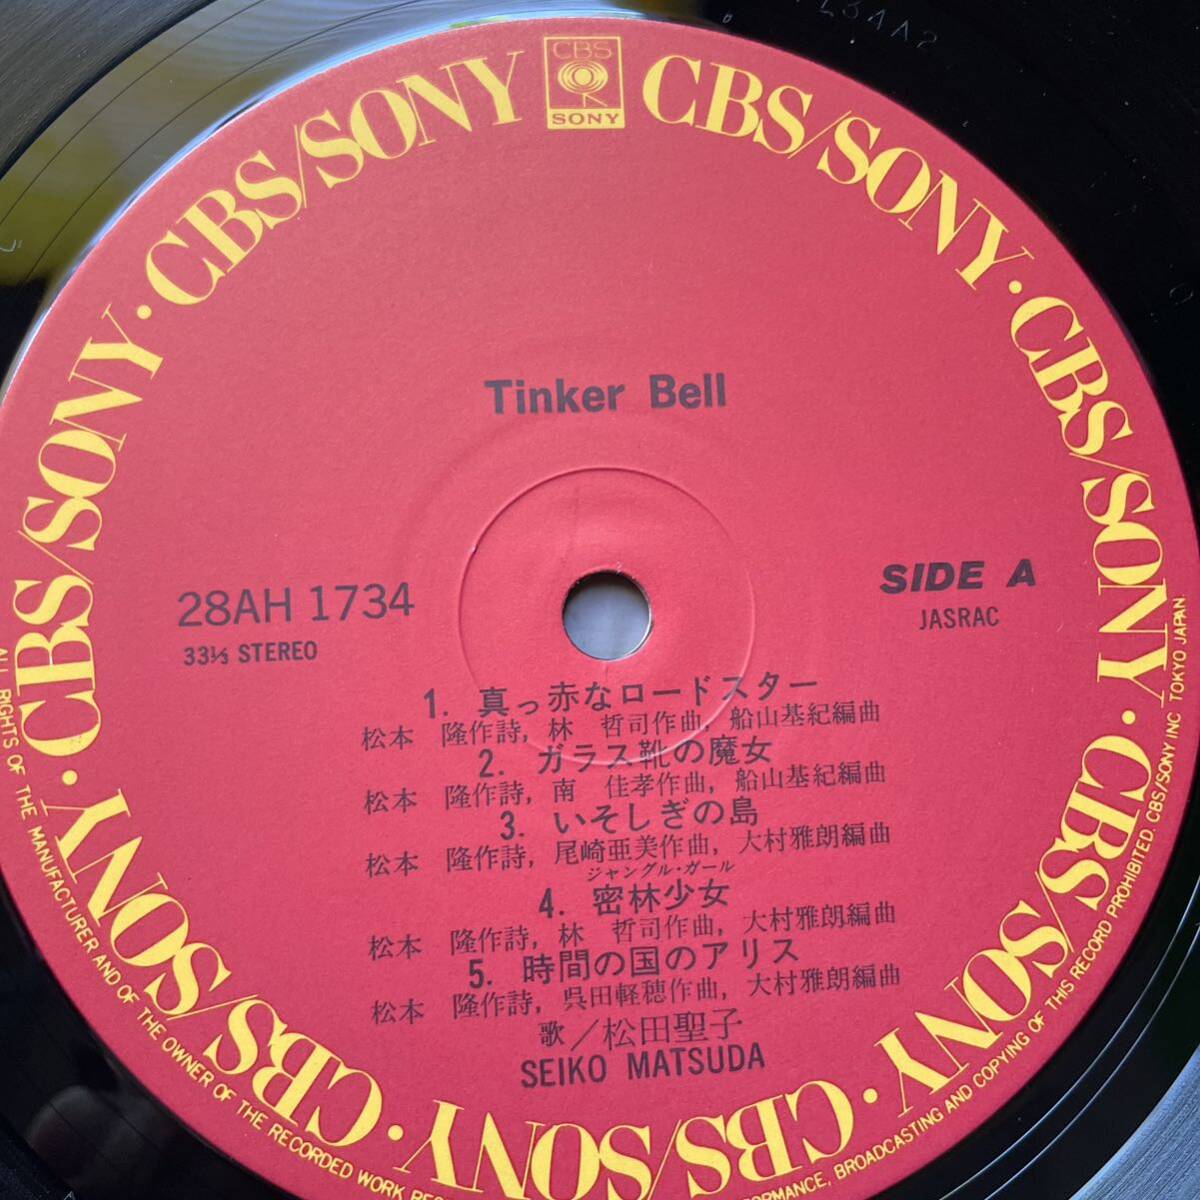 CBS
SONY
CBS/SONY · CBS/SONY · CBS/SONY · CBS/SONY · CBS/SONY · CBS/SONY · CBS/SONY · CBS/SONY · CBS/SONY
Tinker Bell
28AH 1734
33⅓ STEREO
SIDE A
JASRAC
1. 真っ赤なロードスター
松本 隆作詩, 林 哲司作曲, 船山基紀編曲
2. ガラス靴の魔女
松本 隆作詩, 南 佳孝作曲, 船山基紀編曲
3. いそしぎの島
松本 隆作詩, 尾崎亜美作曲, 大村雅朗編曲
ジャングル・ガール
4. 密林少女
松本 隆作詩, 林 哲司作曲, 大村雅朗編曲
5. 時間の国のアリス
松本 隆作詩, 呉田軽穂作曲, 大村雅朗編曲
歌／松田聖子
SEIKO MATSUDA
ALL RIGHTS OF THE MANUFACTURER AND OF THE OWNER OF THE RECORDED WORK
BROADCASTING AND COPYING OF THIS RECORD PROHIBITED. CBS/SONY INC TOKYO JAPAN.